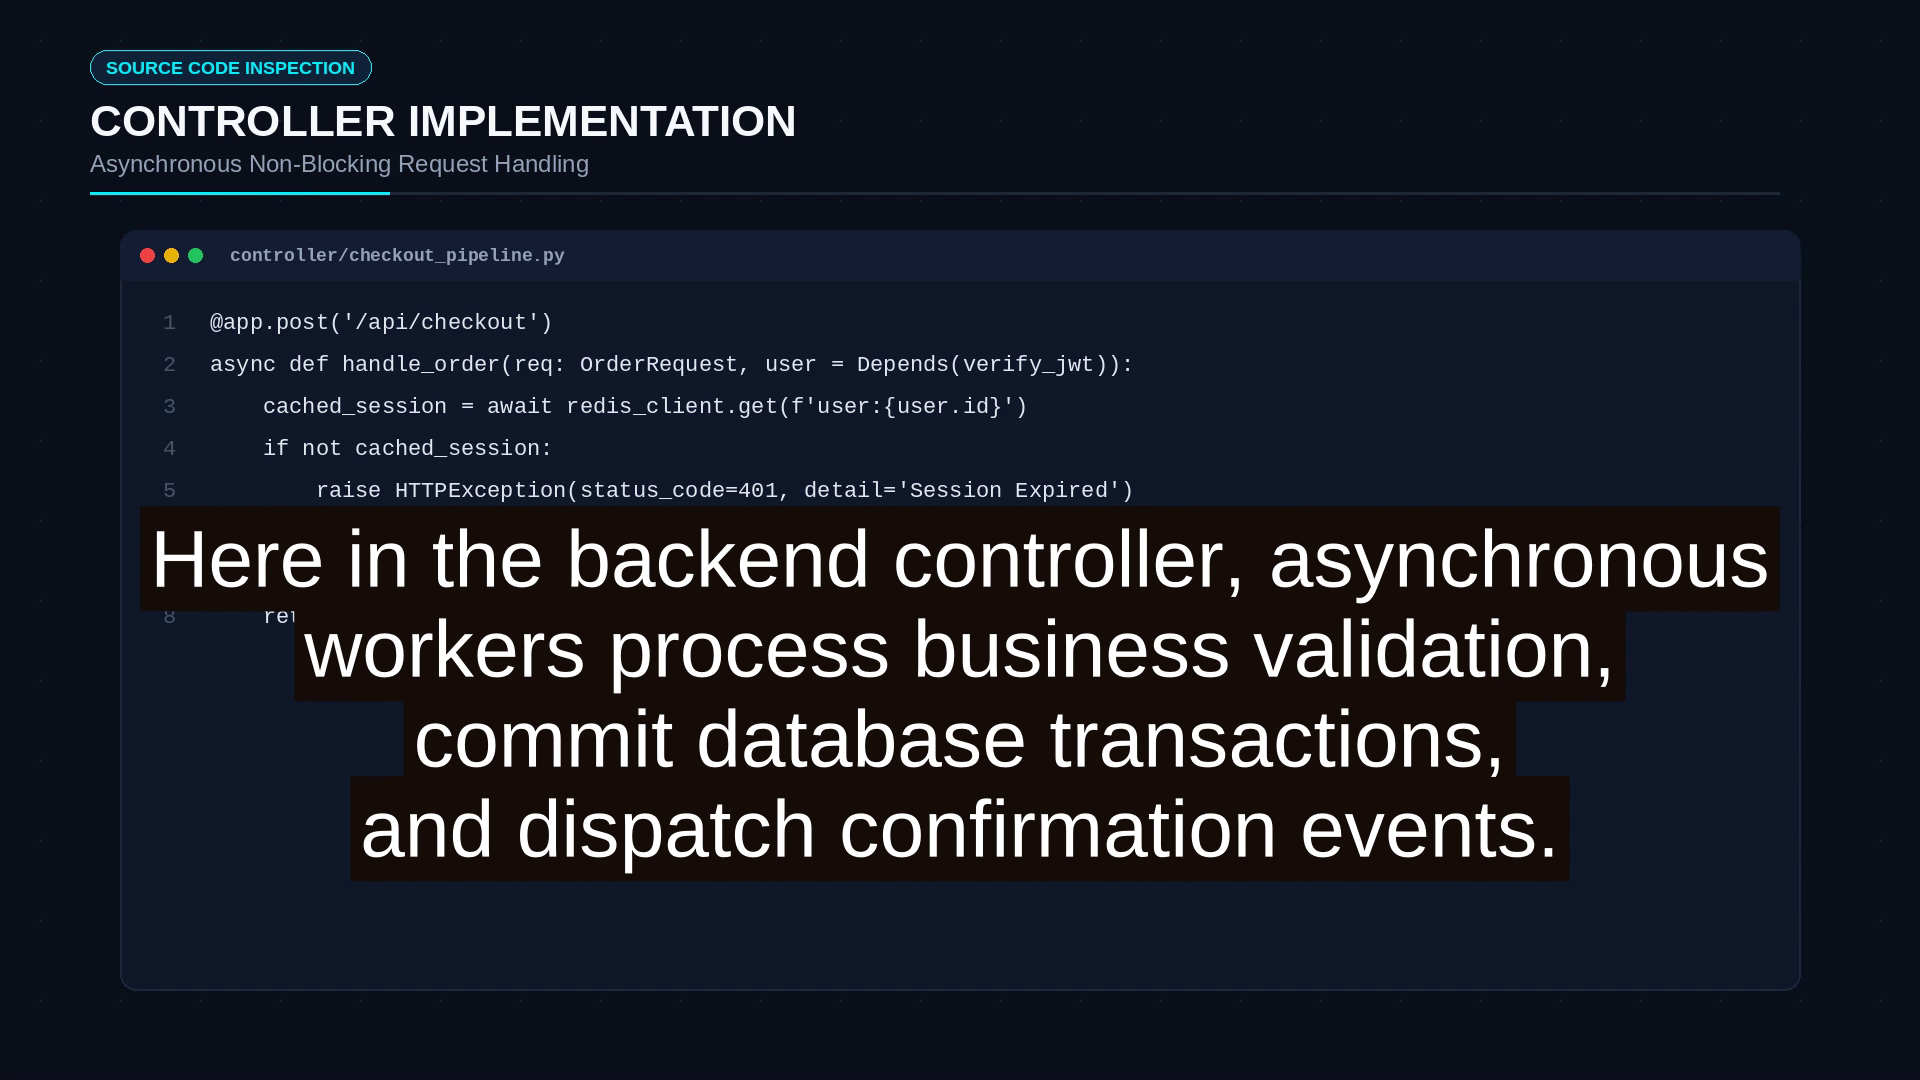 SOURCE CODE INSPECTION
CONTROLLER IMPLEMENTATION
Asynchronous Non-Blocking Request Handling
controller/checkout_pipeline.py
1 @app.post('/api/checkout')
2 async def handle_order(req: OrderRequest, user = Depends(verify_jwt)):
3 cached_session = await redis_client.get(f'user:{user.id}')
4 if not cached_session:
5 raise HTTPException(status_code=401, detail='Session Expired')
Here in the backend controller, asynchronous
8
workers process business validation,
commit database transactions,
and dispatch confirmation events.